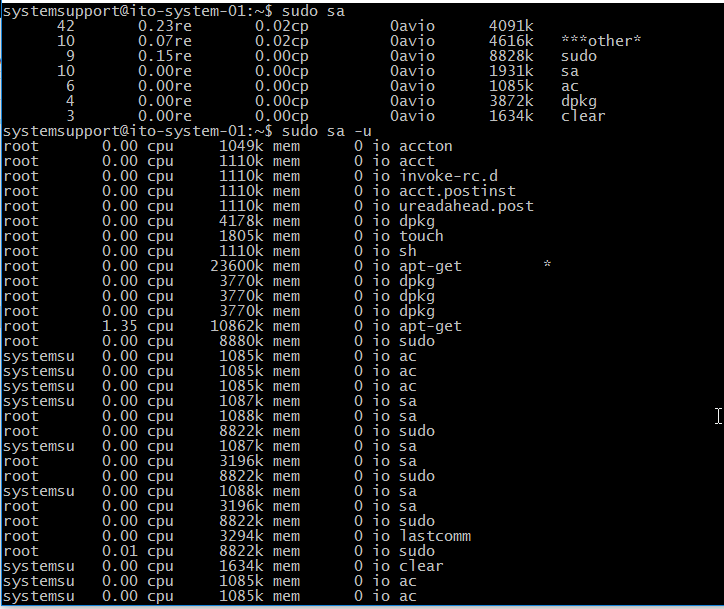 systemsupport@ito-system-01:~$ sudo sa
      42       0.23re       0.02cp         0avio      4091k
      10       0.07re       0.02cp         0avio      4616k   ***other*
       9       0.15re       0.00cp         0avio      8828k   sudo
      10       0.00re       0.00cp         0avio      1931k   sa
       6       0.00re       0.00cp         0avio      1085k   ac
       4       0.00re       0.00cp         0avio      3872k   dpkg
       3       0.00re       0.00cp         0avio      1634k   clear
systemsupport@ito-system-01:~$ sudo sa -u
root       0.00 cpu     1049k mem      0 io accton
root       0.00 cpu     1110k mem      0 io acct
root       0.00 cpu     1110k mem      0 io invoke-rc.d
root       0.00 cpu     1110k mem      0 io acct.postinst
root       0.00 cpu     1110k mem      0 io ureadahead.post
root       0.00 cpu     4178k mem      0 io dpkg
root       0.00 cpu     1805k mem      0 io touch
root       0.00 cpu     1110k mem      0 io sh
root       0.00 cpu    23600k mem      0 io apt-get         *
root       0.00 cpu     3770k mem      0 io dpkg
root       0.00 cpu     3770k mem      0 io dpkg
root       0.00 cpu     3770k mem      0 io dpkg
root       1.35 cpu    10862k mem      0 io apt-get
root       0.00 cpu     8880k mem      0 io sudo
systemsu   0.00 cpu     1085k mem      0 io ac
systemsu   0.00 cpu     1085k mem      0 io ac
systemsu   0.00 cpu     1085k mem      0 io ac
systemsu   0.00 cpu     1087k mem      0 io sa
root       0.00 cpu     1088k mem      0 io sa
root       0.00 cpu     8822k mem      0 io sudo
systemsu   0.00 cpu     1087k mem      0 io sa
root       0.00 cpu     3196k mem      0 io sa
root       0.00 cpu     8822k mem      0 io sudo
systemsu   0.00 cpu     1088k mem      0 io sa
root       0.00 cpu     3196k mem      0 io sa
root       0.00 cpu     8822k mem      0 io sudo
root       0.00 cpu     3294k mem      0 io lastcomm
root       0.01 cpu     8822k mem      0 io sudo
systemsu   0.00 cpu     1634k mem      0 io clear
systemsu   0.00 cpu     1085k mem      0 io ac
systemsu   0.00 cpu     1085k mem      0 io ac